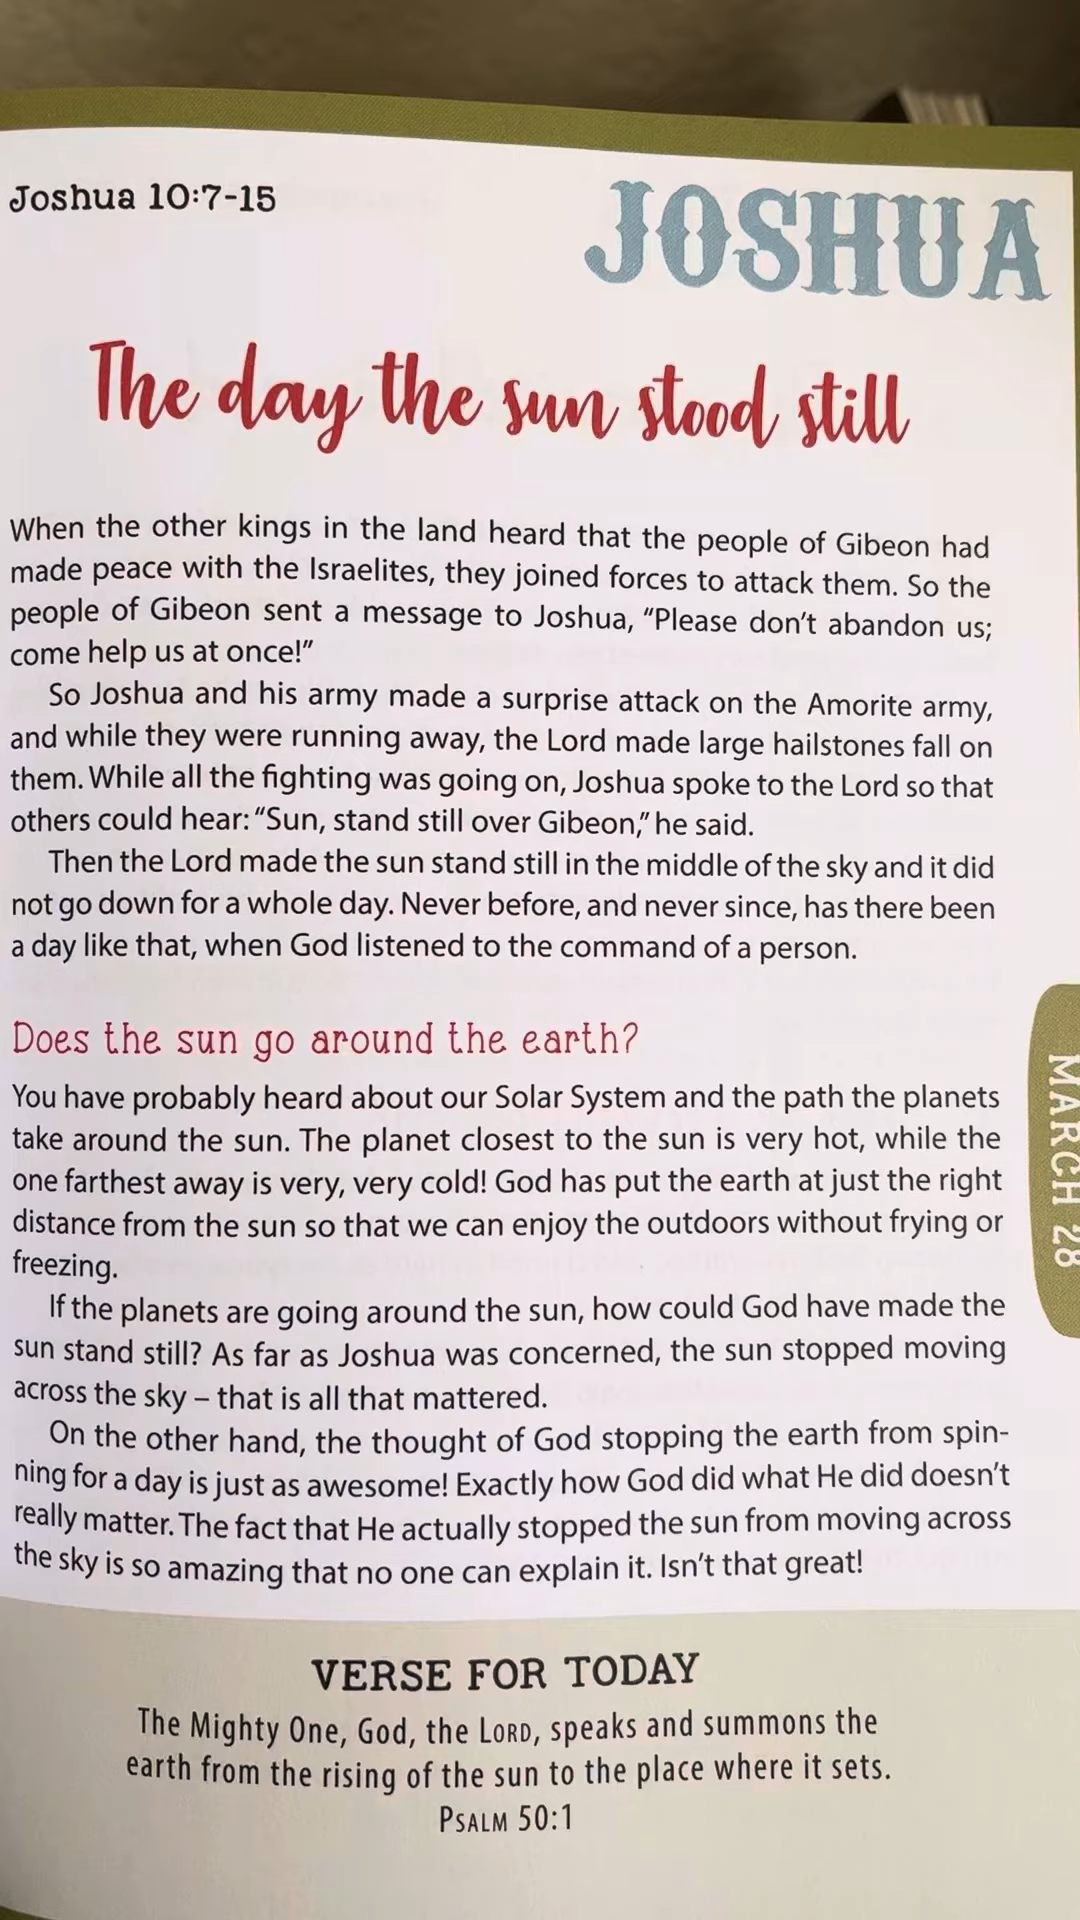 Joshua 10:7-15
JOSHUA
The day the sun stood still
When the other kings in the land heard that the people of Gibeon had
made peace with the Israelites, they joined forces to attack them. So the
people of Gibeon sent a message to Joshua, “Please don’t abandon us;
come help us at once!”
So Joshua and his army made a surprise attack on the Amorite army,
and while they were running away, the Lord made large hailstones fall on
them. While all the fighting was going on, Joshua spoke to the Lord so that
others could hear: “Sun, stand still over Gibeon,” he said.
Then the Lord made the sun stand still in the middle of the sky and it did
not go down for a whole day. Never before, and never since, has there been
a day like that, when God listened to the command of a person.
Does the sun go around the earth?
You have probably heard about our Solar System and the path the planets
take around the sun. The planet closest to the sun is very hot, while the
one farthest away is very, very cold! God has put the earth at just the right
distance from the sun so that we can enjoy the outdoors without frying or
freezing.
If the planets are going around the sun, how could God have made the
sun stand still? As far as Joshua was concerned, the sun stopped moving
across the sky – that is all that mattered.
On the other hand, the thought of God stopping the earth from spin-
ning for a day is just as awesome! Exactly how God did what He did doesn’t
really matter. The fact that He actually stopped the sun from moving across
the sky is so amazing that no one can explain it. Isn’t that great!
MARCH 28
VERSE FOR TODAY
The Mighty One, God, the LORD, speaks and summons the
earth from the rising of the sun to the place where it sets.
PSALM 50:1